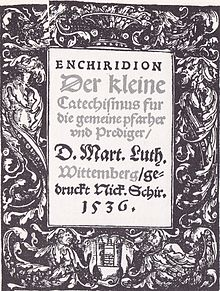 ENCHIRIDION
Der kleine
Catechismus fur
die gemeine pfarher
vnd Prediger/
D. Mart. Luth.
Wittemberg/ge-
druckt Nick. Schir.
1536.